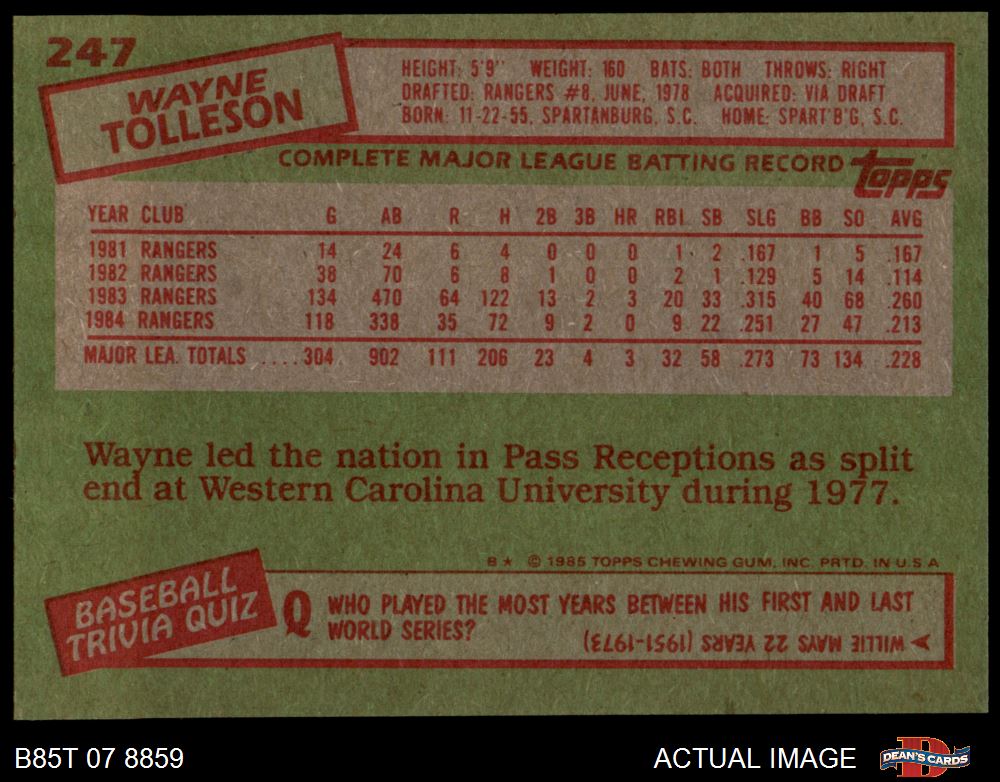 247
WAYNE
TOLLESON
HEIGHT: 5'9" WEIGHT: 160 BATS: BOTH THROWS: RIGHT
DRAFTED: RANGERS #8, JUNE, 1978 ACQUIRED: VIA DRAFT
BORN: 11-22-55, SPARTANBURG, S.C. HOME: SPART'B'G, S.C.
COMPLETE MAJOR LEAGUE BATTING RECORD topps
YEAR CLUB G AB R H 2B 3B HR RBI SB SLG BB SO AVG
1981 RANGERS 14 24 6 4 0 0 0 1 2 .167 1 5 .167
1982 RANGERS 38 70 6 8 1 0 0 2 1 .129 5 14 .114
1983 RANGERS 134 470 64 122 13 2 3 20 33 .315 40 68 .260
1984 RANGERS 118 338 35 72 9 2 0 9 22 .251 27 47 .213
MAJOR LEA. TOTALS ....304 902 111 206 23 4 3 32 58 .273 73 134 .228
Wayne led the nation in Pass Receptions as split
end at Western Carolina University during 1977.
B★ © 1985 TOPPS CHEWING GUM, INC. PRTD. IN U.S.A
BASEBALL
TRIVIA QUIZ
Q WHO PLAYED THE MOST YEARS BETWEEN HIS FIRST AND LAST
WORLD SERIES?
➤ WILLIE MAYS 22 YEARS (1951-1973)
B85T 07 8859
ACTUAL IMAGE
D
DEAN'S CARDS